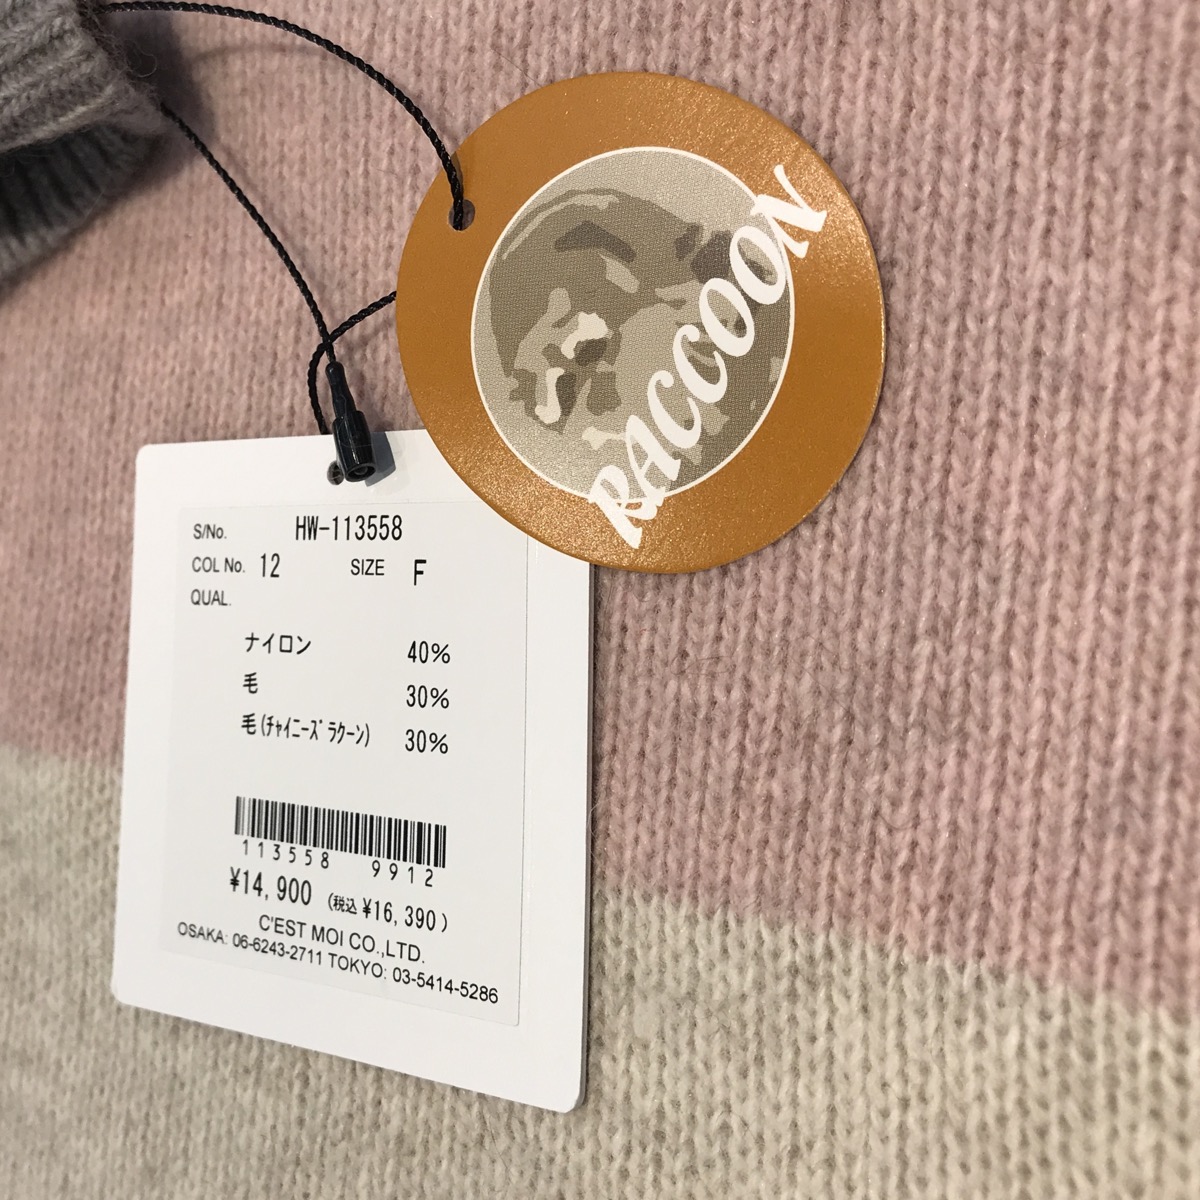 RACCOON
S/No. HW-113558
COL No. 12 SIZE F
QUAL.
ナイロン 40%
毛 30%
毛(ﾁｬｲﾆｰｽﾞﾗｸｰﾝ) 30%
113558 9912
¥14,900 (税込¥16,390)
C'EST MOI CO.,LTD.
OSAKA: 06-6243-2711 TOKYO: 03-5414-5286